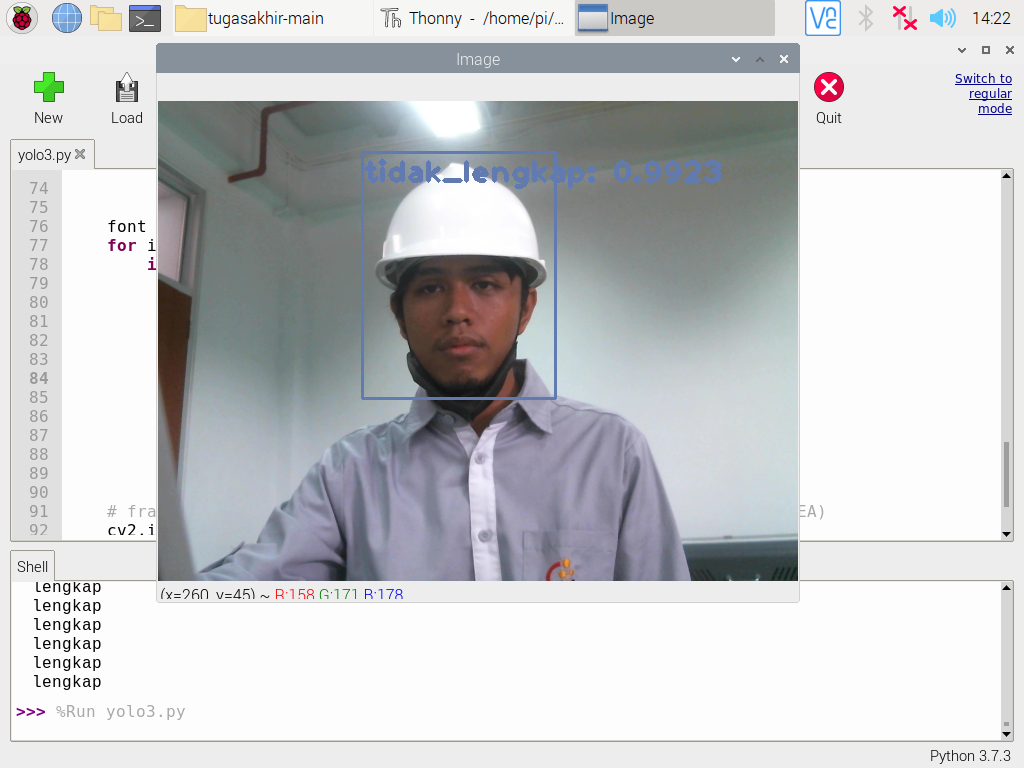 tugasakhir-main
Thonny - /home/pi/...
Image
14:22
Image
New
Load
Quit
Switch to
regular
mode
yolo3.py
tidak_lengkap: 0.9923
74
75
76 font
77 for i
78 i
79
80
81
82
83
84
85
86
87
88
89
90
91 # fra EA)
92 cv2.i
(x=260, y=45) ~ R:158 G:171 B:178
Shell
lengkap
lengkap
lengkap
lengkap
lengkap
lengkap
>>> %Run yolo3.py
Python 3.7.3